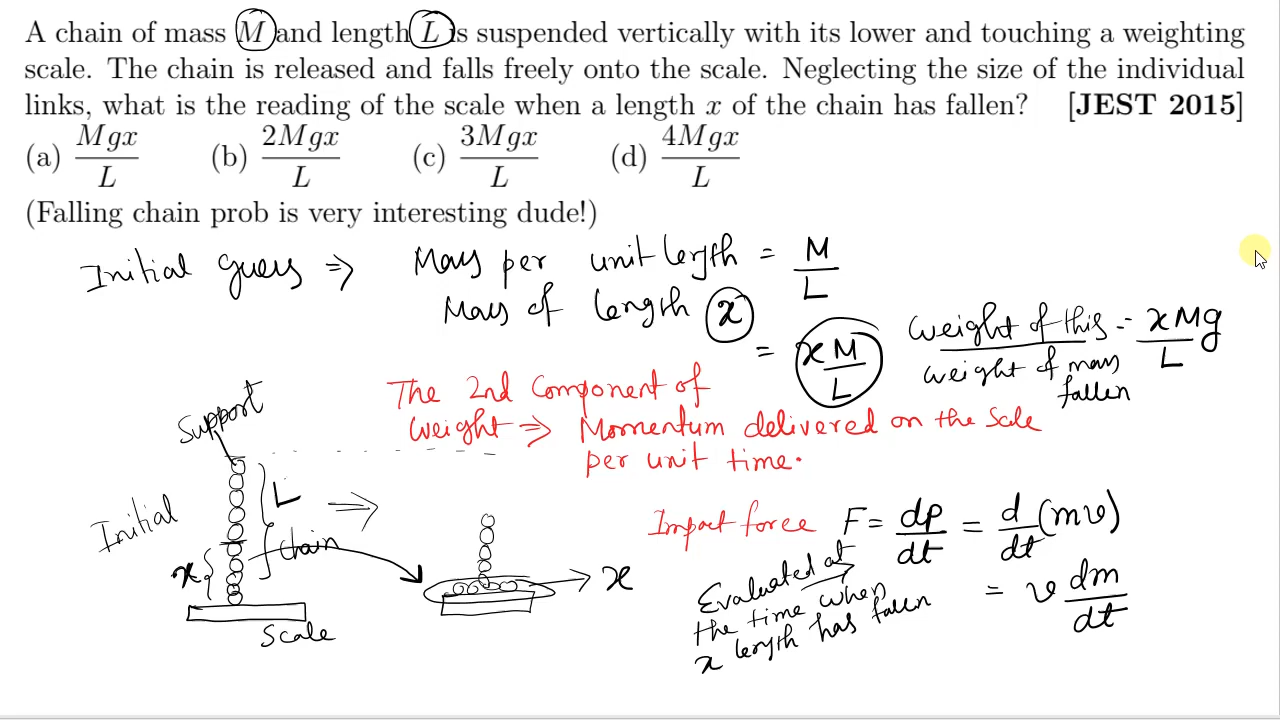 A chain of mass M and length L is suspended vertically with its lower and touching a weighting
scale. The chain is released and falls freely onto the scale. Neglecting the size of the individual
links, what is the reading of the scale when a length x of the chain has fallen? [JEST 2015]
(a) Mgx/L (b) 2Mgx/L (c) 3Mgx/L (d) 4Mgx/L
(Falling chain prob is very interesting dude!)
Initial guess ⇒ Mass per unit length = M/L
Mass of length x
= xM/L
Weight of this = xMg/L
weight of mass
fallen
The 2nd Component of
weight ⇒ Momentum delivered on the Scale
per unit time.
Support
Initial
L
chain
x
Scale
x
Impact force F = dp/dt = d/dt (mv)
= v dm/dt
Evaluated at
the time when
x length has fallen